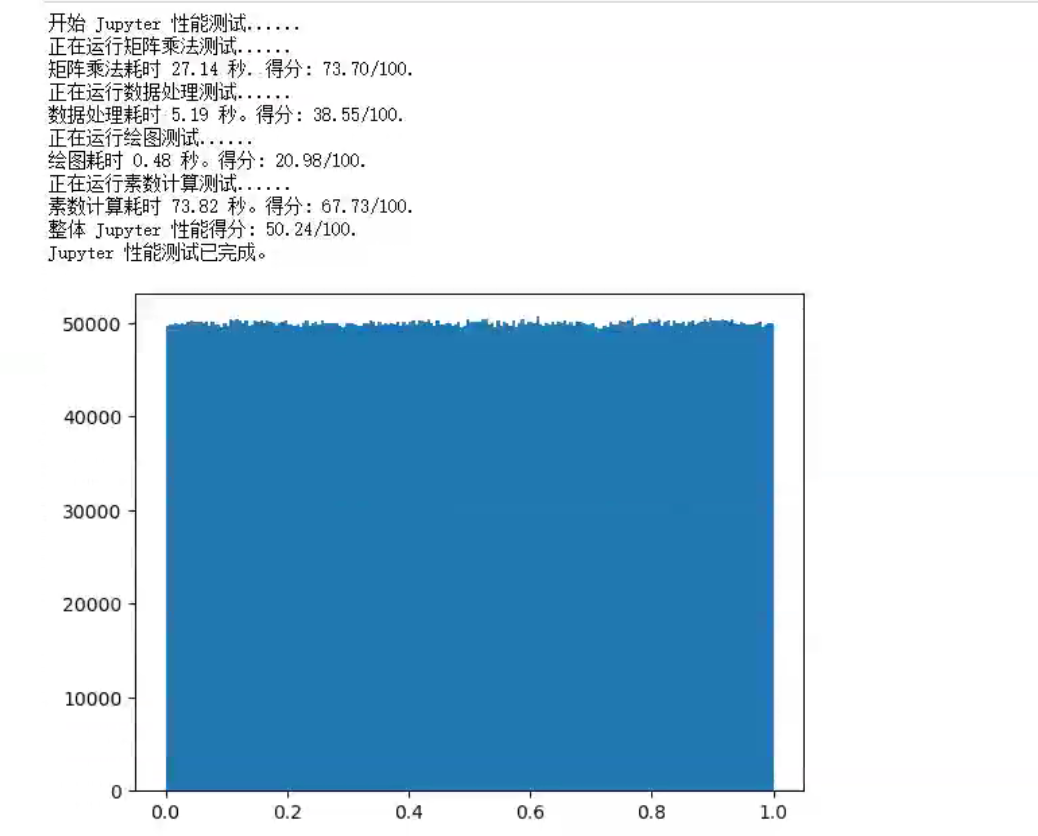 开始 Jupyter 性能测试......
正在运行矩阵乘法测试......
矩阵乘法耗时 27.14 秒. 得分: 73.70/100.
正在运行数据处理测试......
数据处理耗时 5.19 秒。得分: 38.55/100.
正在运行绘图测试......
绘图耗时 0.48 秒。得分: 20.98/100.
正在运行素数计算测试......
素数计算耗时 73.82 秒。得分: 67.73/100.
整体 Jupyter 性能得分: 50.24/100.
Jupyter 性能测试已完成。
50000
40000
30000
20000
10000
0
0.0 0.2 0.4 0.6 0.8 1.0